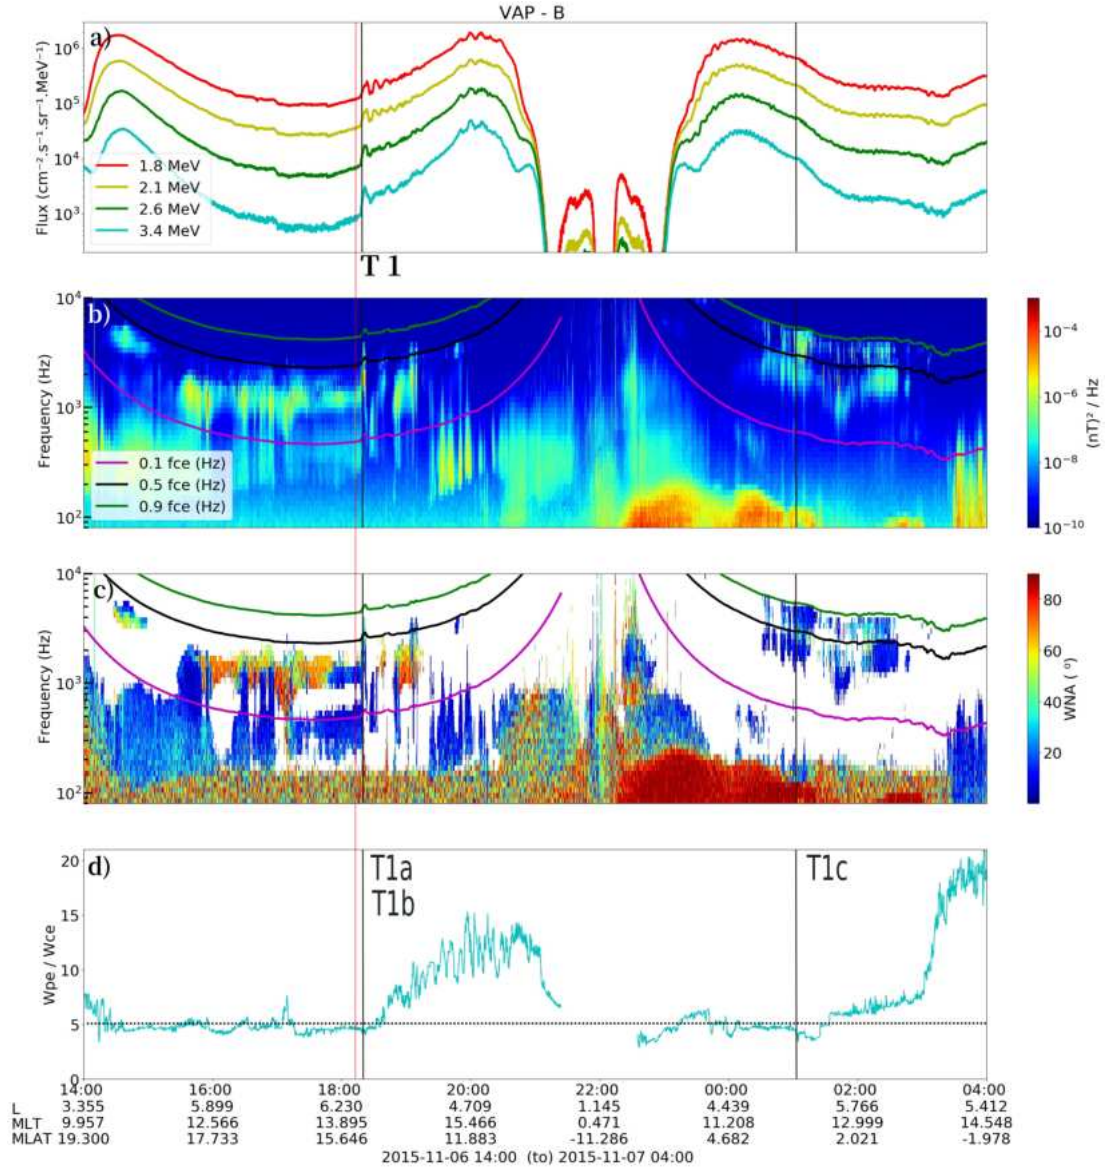 VAP - B
a)
10⁶
10⁵
10⁴
10³
Flux (cm⁻².s⁻¹.sr⁻¹.MeV⁻¹)
1.8 MeV
2.1 MeV
2.6 MeV
3.4 MeV
T 1
b)
10⁴
10³
10²
Frequency (Hz)
0.1 fce (Hz)
0.5 fce (Hz)
0.9 fce (Hz)
10⁻⁴
10⁻⁶
10⁻⁸
10⁻¹⁰
(nT)² / Hz
c)
10⁴
10³
10²
Frequency (Hz)
80
60
40
20
WNA ( °)
d)
T1a
T1b
T1c
20
15
10
5
0
Wpe / Wce
14:00 16:00 18:00 20:00 22:00 00:00 02:00 04:00
L 3.355 5.899 6.230 4.709 1.145 4.439 5.766 5.412
MLT 9.957 12.566 13.895 15.466 0.471 11.208 12.999 14.548
MLAT 19.300 17.733 15.646 11.883 -11.286 4.682 2.021 -1.978
2015-11-06 14:00 (to) 2015-11-07 04:00